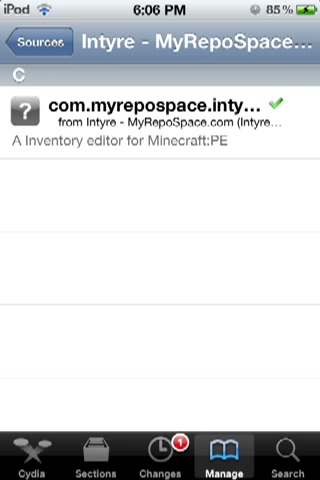 iPod 6:06 PM 85%
Sources Intyre - MyRepoSpace...
C
? com.myrepospace.inty...
from Intyre - MyRepoSpace.com (Intyre...
A Inventory editor for Minecraft:PE
1
Cydia Sections Changes Manage Search